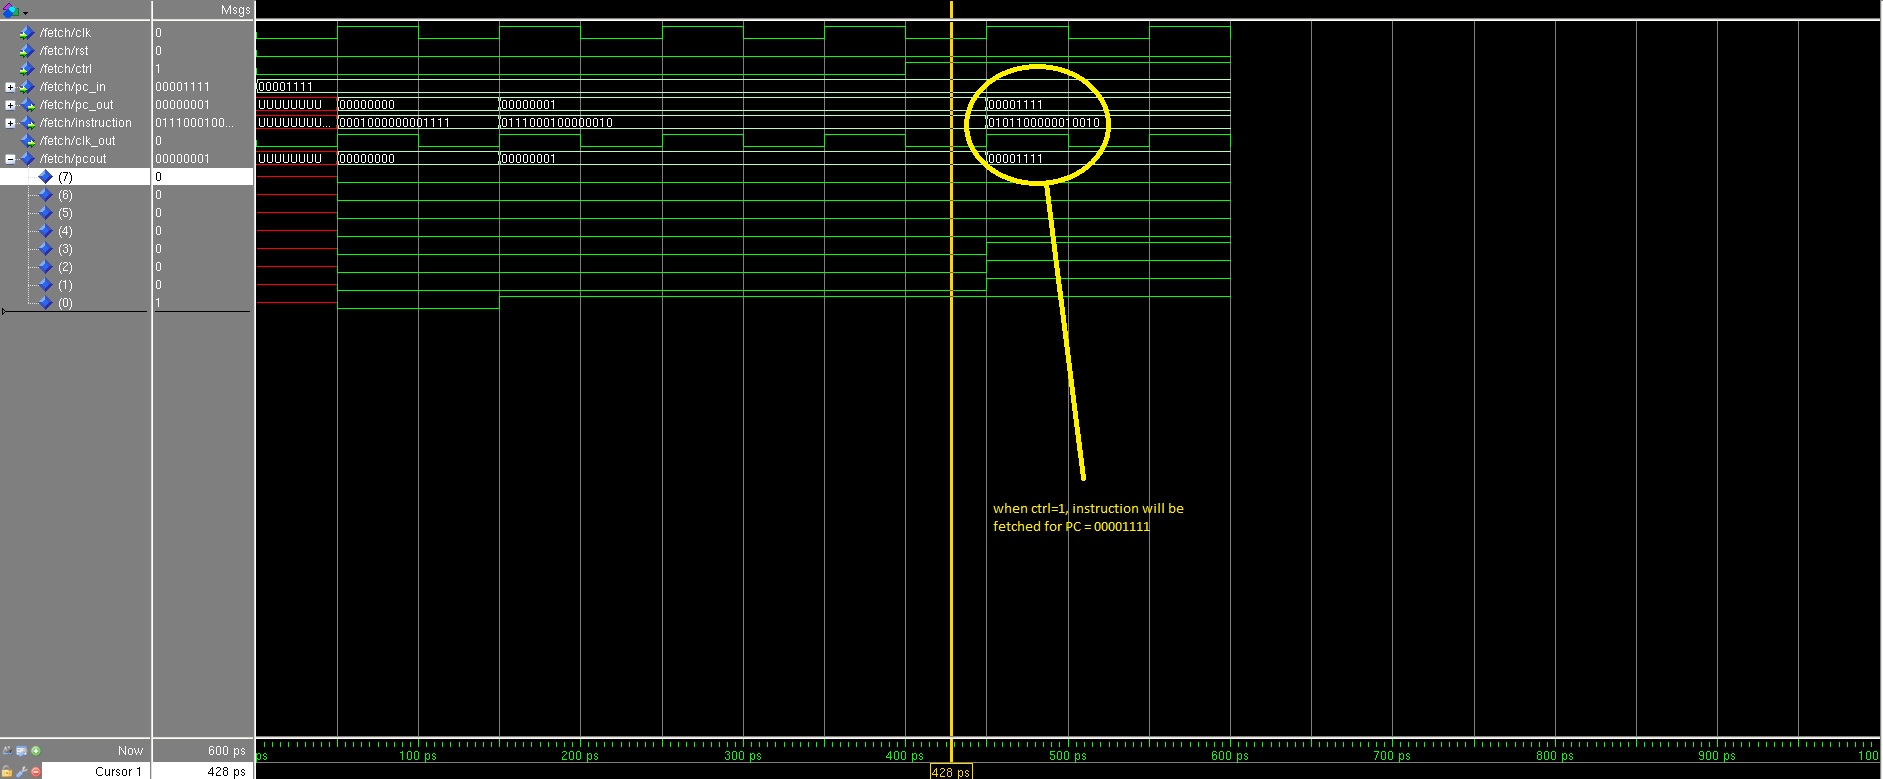 Msgs
/fetch/clk 0
/fetch/rst 0
/fetch/ctrl 1
/fetch/pc_in 00001111 00001111
/fetch/pc_out 00000001 UUUUUUUU 00000000 00000001 00001111
/fetch/instruction 0111000100... UUUUUUUU... 0001000000001111 0111000100000010 0101100000010010
/fetch/clk_out 0
/fetch/pcout 00000001 UUUUUUUU 00000000 00000001 00001111
(7) 0
(6) 0
(5) 0
(4) 0
(3) 0
(2) 0
(1) 0
(0) 1
when ctrl=1, instruction will be
fetched for PC = 00001111
Now 600 ps ps 100 ps 200 ps 300 ps 400 ps 500 ps 600 ps 700 ps 800 ps 900 ps 100
Cursor 1 428 ps 428 ps